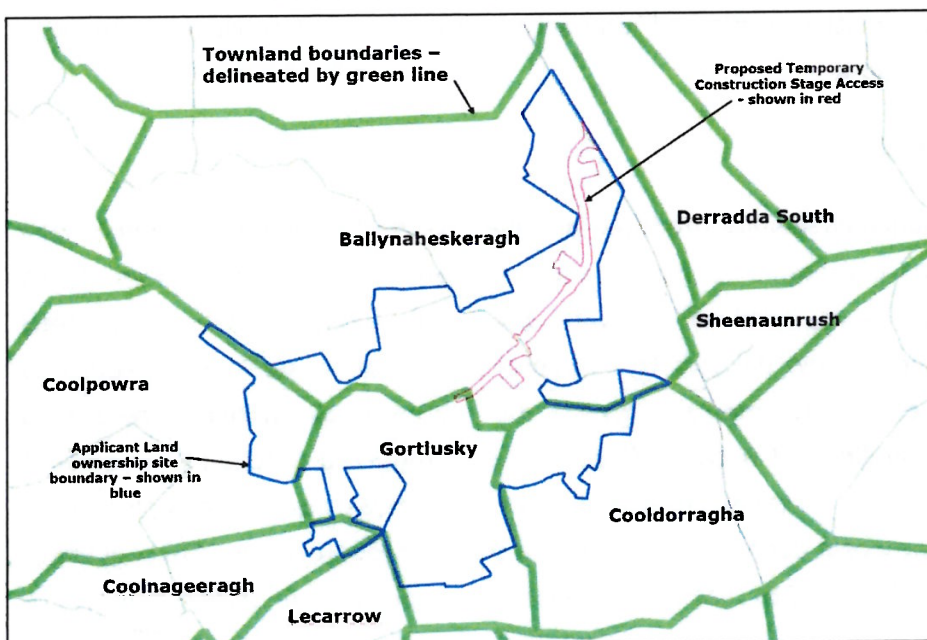 Townland boundaries –
delineated by green line
Proposed Temporary
Construction Stage Access
- shown in red
Derradda South
Ballynaheskeragh
Sheenaunrush
Coolpowra
Applicant Land
ownership site
boundary – shown in
blue
Gortlusky
Cooldorragha
Coolnageeragh
Lecarrow